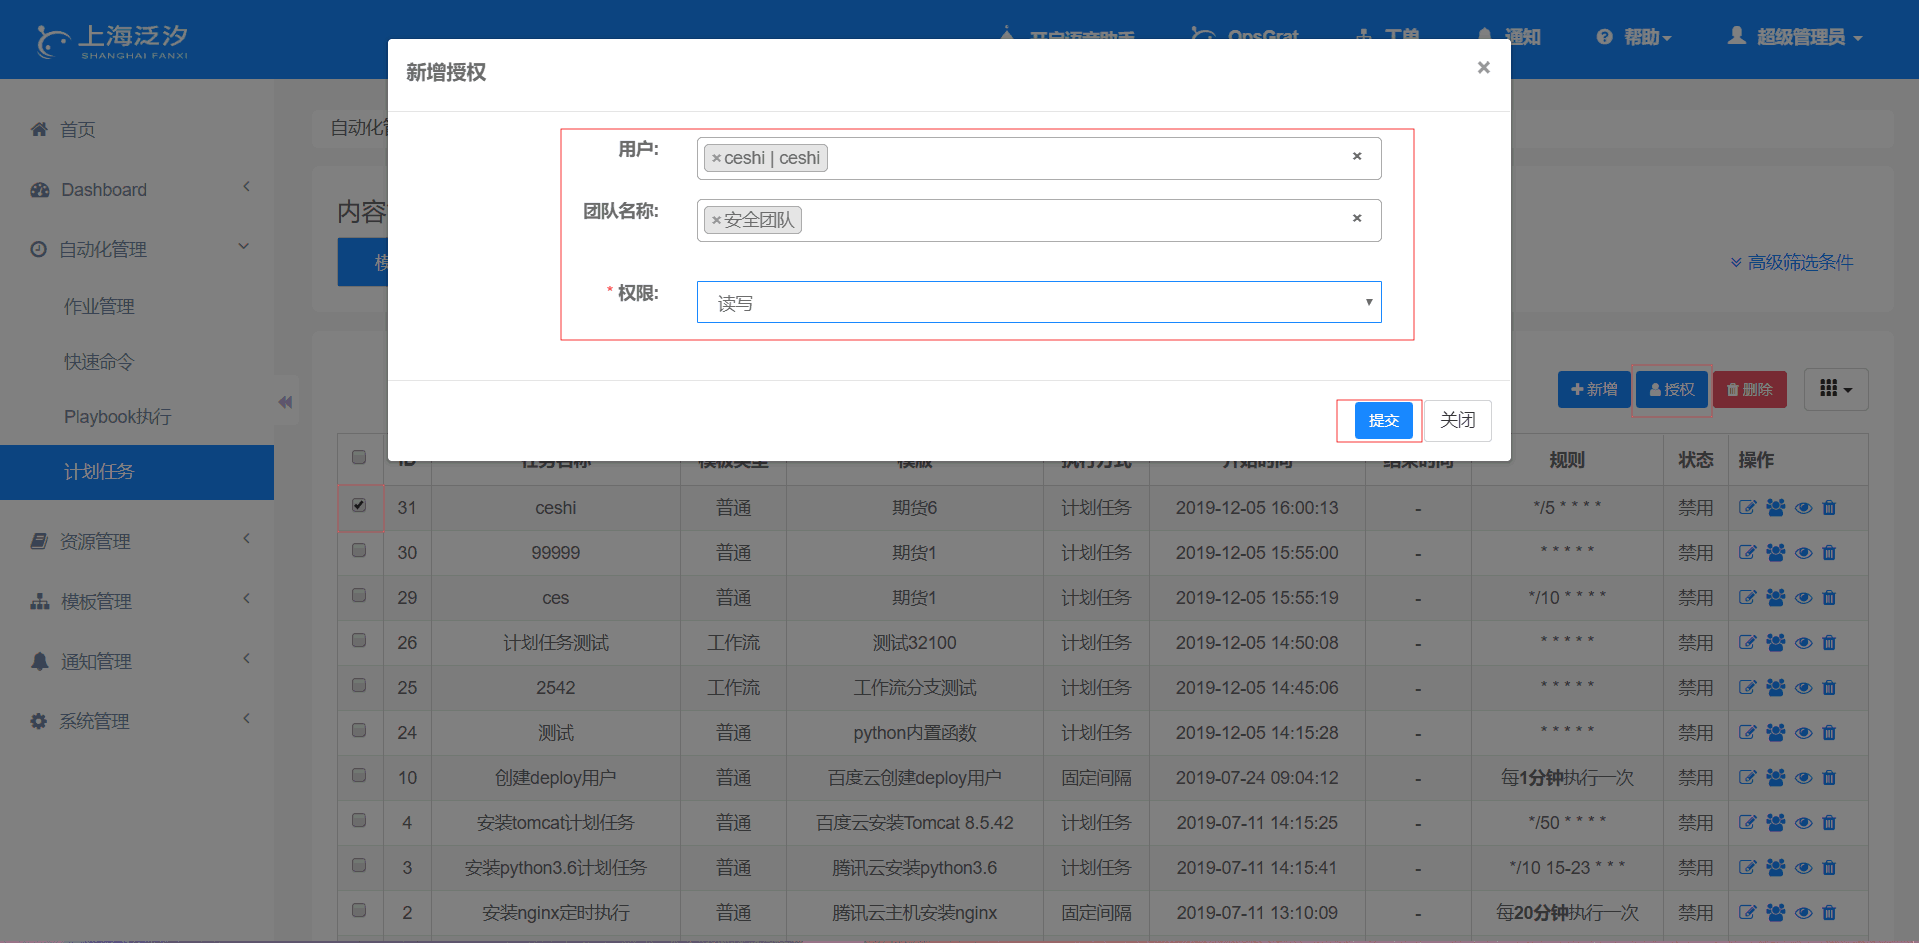 上海泛汐
SHANGHAI FANXI
开启语音助手
OpsGrat
工单
通知
帮助
超级管理员
新增授权
×
用户:
×ceshi | ceshi
×
团队名称:
×安全团队
×
* 权限:
读写
提交
关闭
首页
Dashboard
自动化管理
作业管理
快速命令
Playbook执行
计划任务
资源管理
模板管理
通知管理
系统管理
自动化
内容
高级筛选条件
新增
授权
删除
ID 任务名称 模板类型 模版 执行方式 开始时间 结束时间 规则 状态 操作
31 ceshi 普通 期货6 计划任务 2019-12-05 16:00:13 - */5 * * * * 禁用
30 99999 普通 期货1 计划任务 2019-12-05 15:55:00 - * * * * * 禁用
29 ces 普通 期货1 计划任务 2019-12-05 15:55:19 - */10 * * * * 禁用
26 计划任务测试 工作流 测试32100 计划任务 2019-12-05 14:50:08 - * * * * * 禁用
25 2542 工作流 工作流分支测试 计划任务 2019-12-05 14:45:06 - * * * * * 禁用
24 测试 普通 python内置函数 计划任务 2019-12-05 14:15:28 - * * * * * 禁用
10 创建deploy用户 普通 百度云创建deploy用户 固定间隔 2019-07-24 09:04:12 - 每1分钟执行一次 禁用
4 安装tomcat计划任务 普通 百度云安装Tomcat 8.5.42 计划任务 2019-07-11 14:15:25 - */50 * * * * 禁用
3 安装python3.6计划任务 普通 腾讯云安装python3.6 计划任务 2019-07-11 14:15:41 - */10 15-23 * * * 禁用
2 安装nginx定时执行 普通 腾讯云主机安装nginx 固定间隔 2019-07-11 13:10:09 - 每20分钟执行一次 禁用